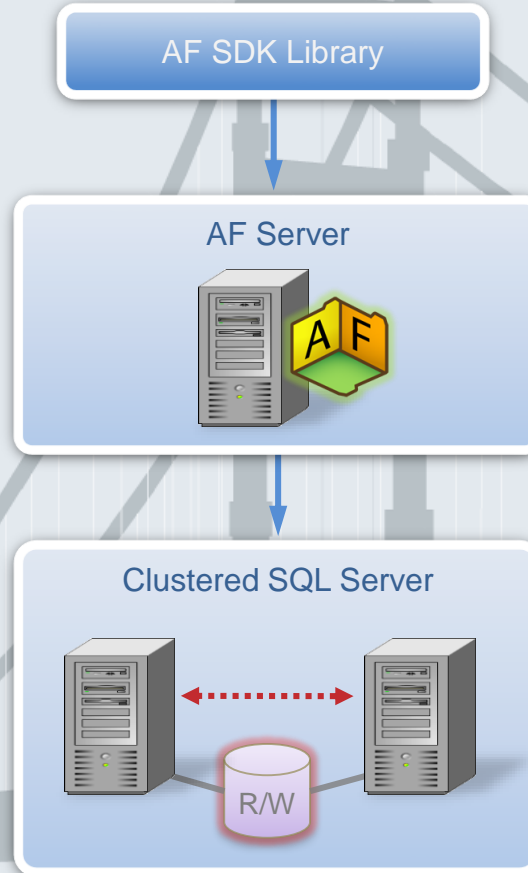 AF SDK Library
AF Server
A F
Clustered SQL Server
R/W